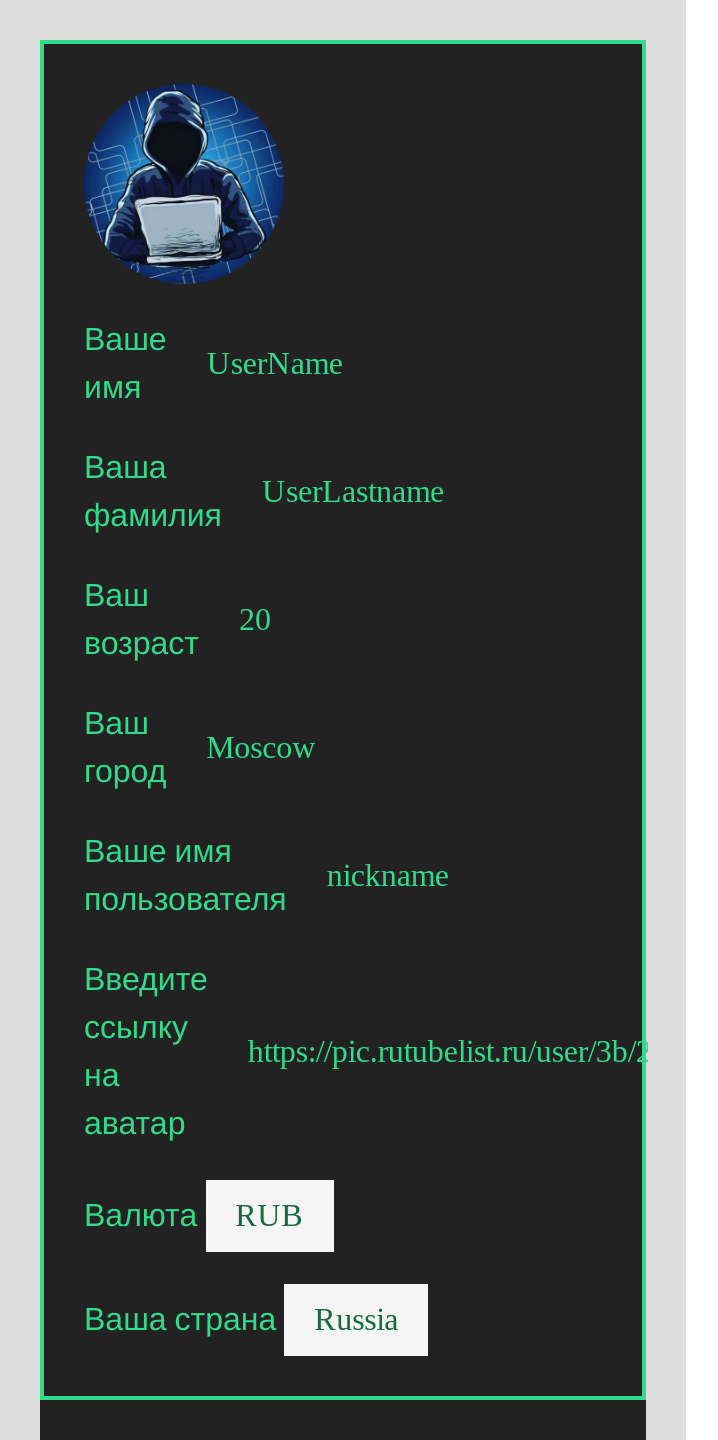 Ваше
имя
UserName
Ваша
фамилия
UserLastname
Ваш
возраст
20
Ваш
город
Moscow
Ваше имя
пользователя
nickname
Введите
ссылку
на
аватар
https://pic.rutubelist.ru/user/3b/2
Валюта
RUB
Ваша страна
Russia